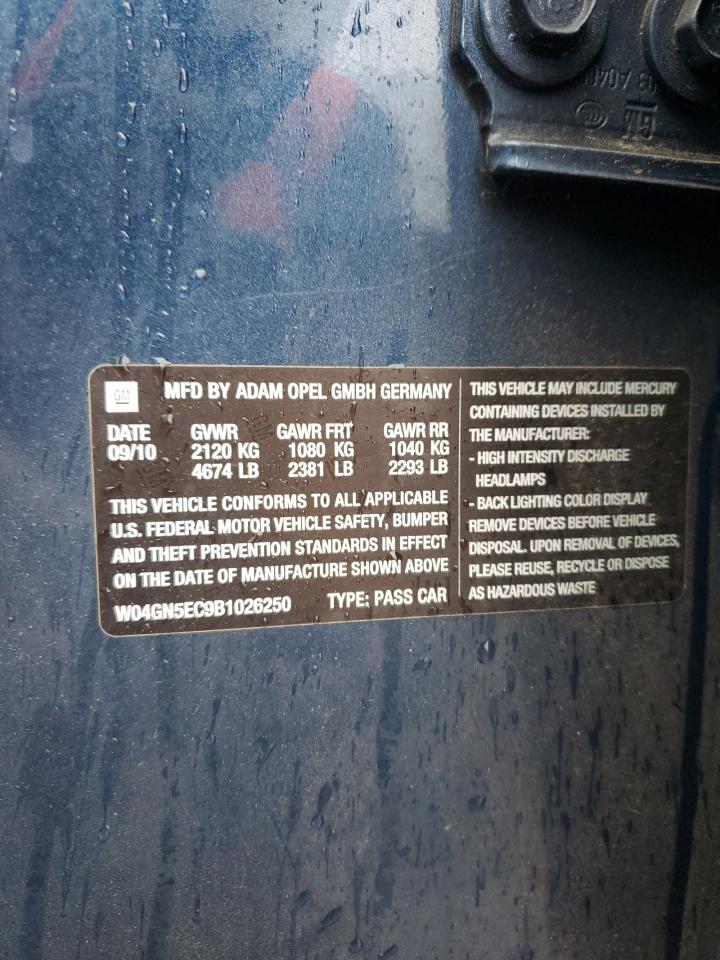 GM
MFD BY ADAM OPEL GMBH GERMANY
DATE GVWR GAWR FRT GAWR RR
09/10 2120 KG 1080 KG 1040 KG
4674 LB 2381 LB 2293 LB
THIS VEHICLE CONFORMS TO ALL APPLICABLE
U.S. FEDERAL MOTOR VEHICLE SAFETY, BUMPER
AND THEFT PREVENTION STANDARDS IN EFFECT
ON THE DATE OF MANUFACTURE SHOWN ABOVE
W04GN5EC9B1026250 TYPE: PASS CAR
THIS VEHICLE MAY INCLUDE MERCURY
CONTAINING DEVICES INSTALLED BY
THE MANUFACTURER:
- HIGH INTENSITY DISCHARGE
HEADLAMPS
- BACK LIGHTING COLOR DISPLAY
REMOVE DEVICES BEFORE VEHICLE
DISPOSAL. UPON REMOVAL OF DEVICES,
PLEASE REUSE, RECYCLE OR DISPOSE
AS HAZARDOUS WASTE